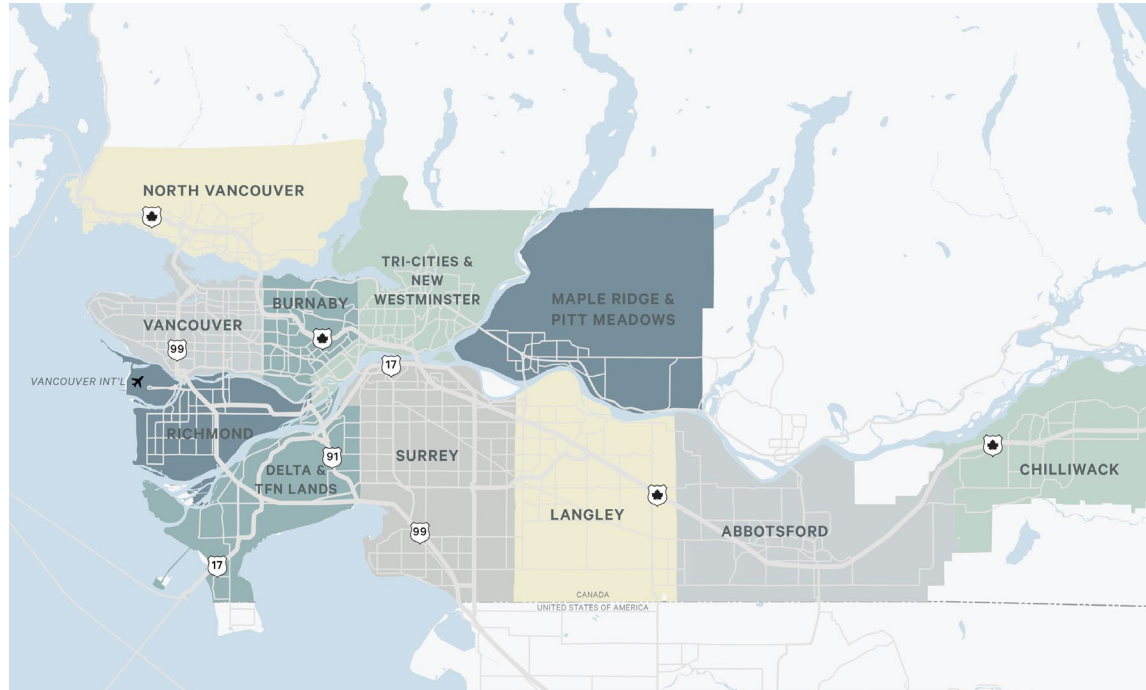 NORTH VANCOUVER
TRI-CITIES &
NEW
WESTMINSTER
BURNABY
MAPLE RIDGE &
PITT MEADOWS
VANCOUVER
99
17
VANCOUVER INT'L
RICHMOND
91
SURREY
DELTA &
TFN LANDS
CHILLIWACK
LANGLEY
99
ABBOTSFORD
17
CANADA
UNITED STATES OF AMERICA